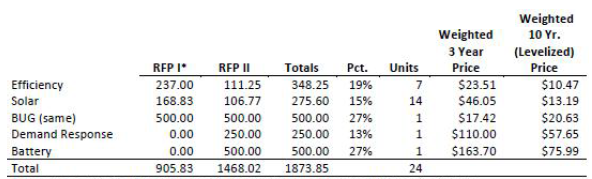 Weighted
Weighted 10 Yr.
3 Year (Levelized)
RFP I* RFP II Totals Pct. Units Price Price
Efficiency 237.00 111.25 348.25 19% 7 $23.51 $10.47
Solar 168.83 106.77 275.60 15% 14 $46.05 $13.19
BUG (same) 500.00 500.00 500.00 27% 1 $17.42 $20.63
Demand Response 0.00 250.00 250.00 13% 1 $110.00 $57.65
Battery 0.00 500.00 500.00 27% 1 $163.70 $75.99
Total 905.83 1468.02 1873.85 24